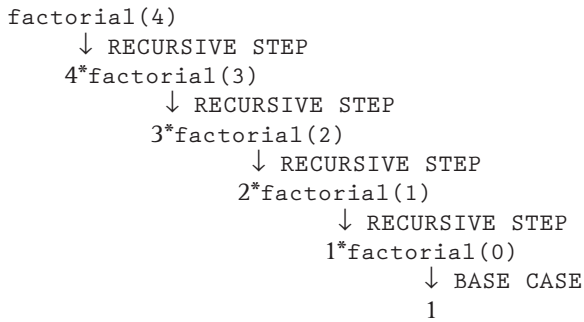 factorial(4)
↓ RECURSIVE STEP
4*factorial(3)
↓ RECURSIVE STEP
3*factorial(2)
↓ RECURSIVE STEP
2*factorial(1)
↓ RECURSIVE STEP
1*factorial(0)
↓ BASE CASE
1